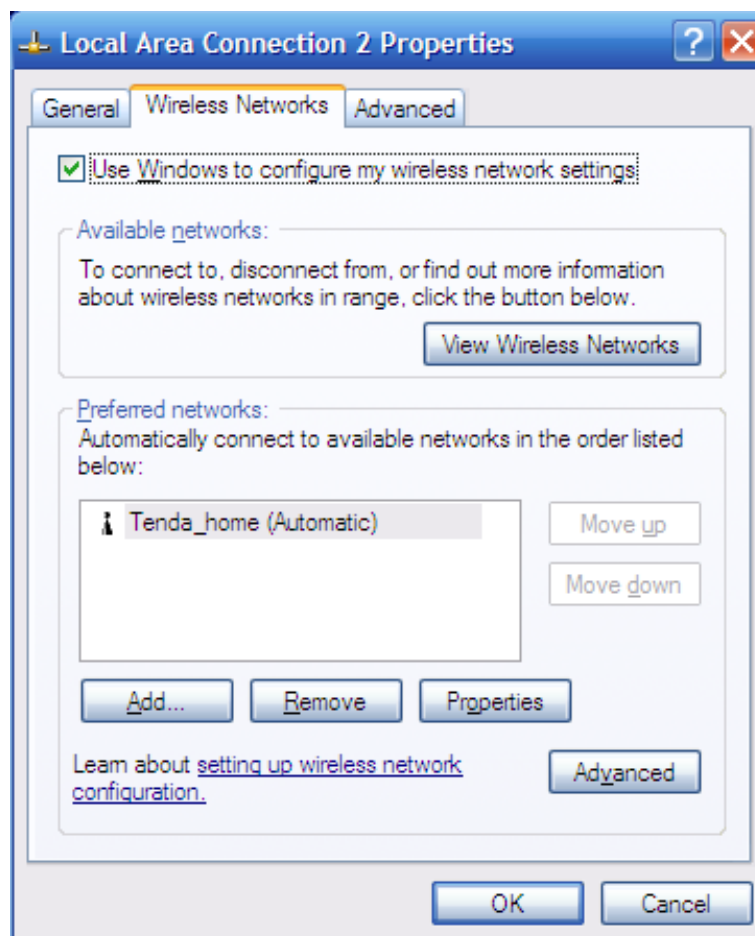 Local Area Connection 2 Properties
General Wireless Networks Advanced
Use Windows to configure my wireless network settings
Available networks:
To connect to, disconnect from, or find out more information
about wireless networks in range, click the button below.
View Wireless Networks
Preferred networks:
Automatically connect to available networks in the order listed
below:
Tenda_home (Automatic)
Move up
Move down
Add... Remove Properties
Learn about setting up wireless network
configuration.
Advanced
OK Cancel